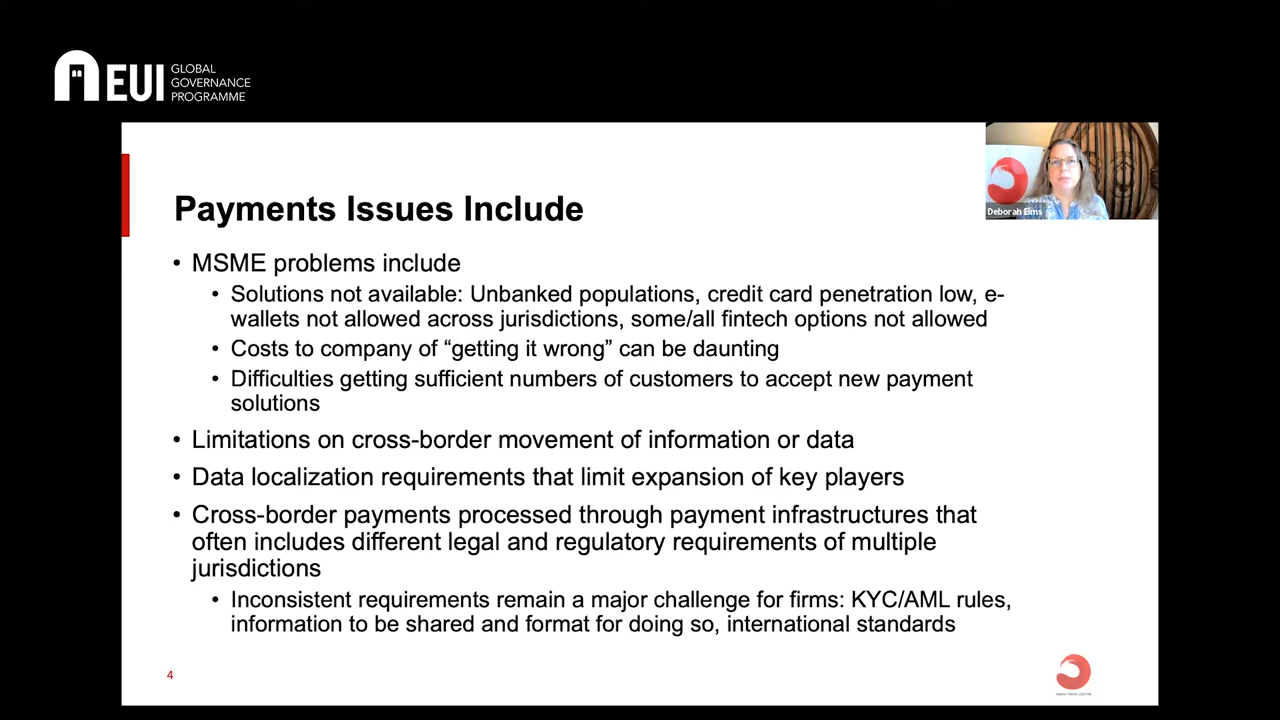 EUI
GLOBAL
GOVERNANCE
PROGRAMME
Deborah Elms
Payments Issues Include
• MSME problems include
• Solutions not available: Unbanked populations, credit card penetration low, e-
wallets not allowed across jurisdictions, some/all fintech options not allowed
• Costs to company of “getting it wrong” can be daunting
• Difficulties getting sufficient numbers of customers to accept new payment
solutions
• Limitations on cross-border movement of information or data
• Data localization requirements that limit expansion of key players
• Cross-border payments processed through payment infrastructures that
often includes different legal and regulatory requirements of multiple
jurisdictions
• Inconsistent requirements remain a major challenge for firms: KYC/AML rules,
information to be shared and format for doing so, international standards
4
ASIAN TRADE CENTRE